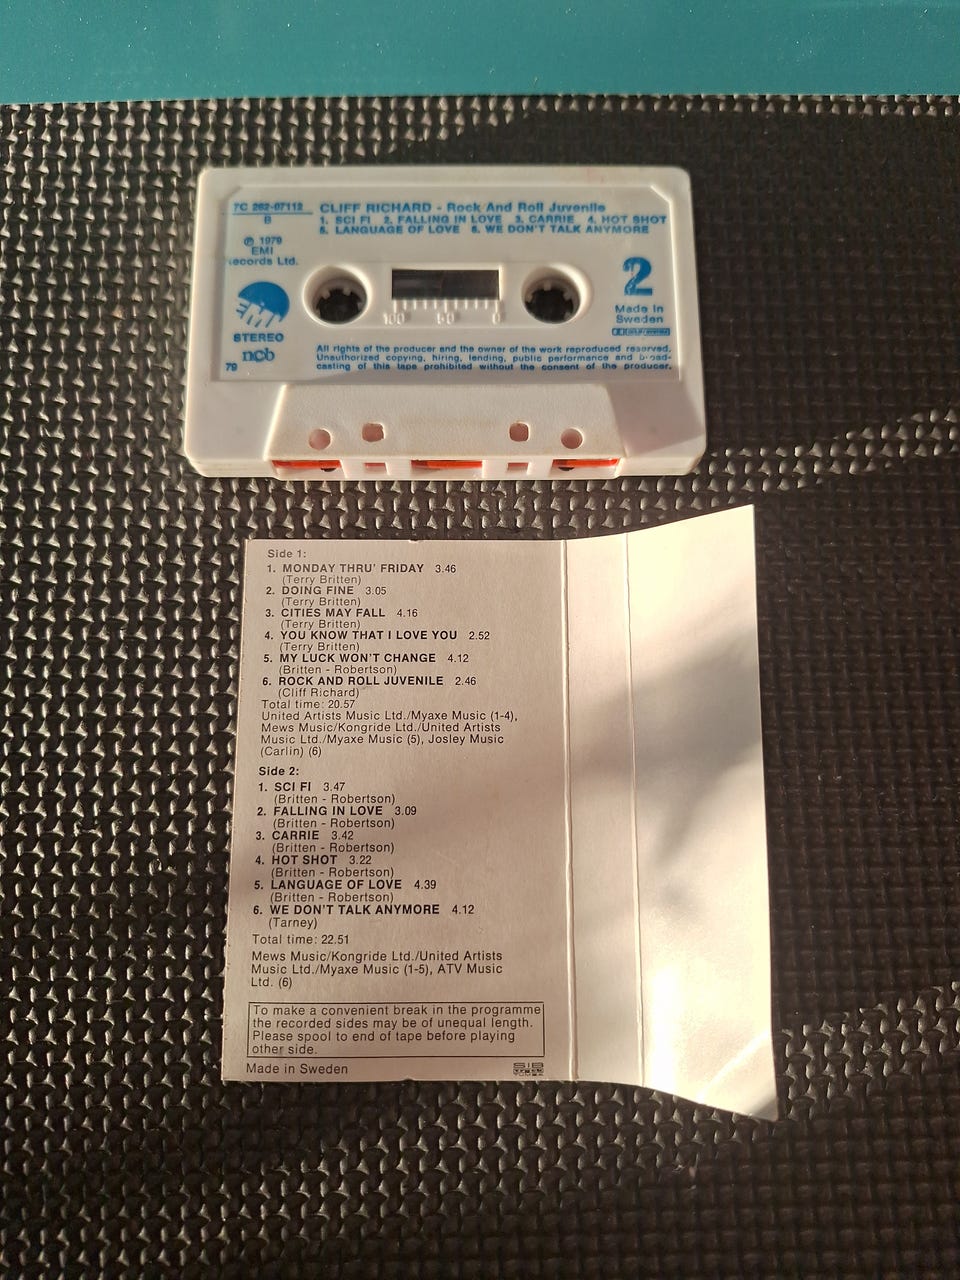 7C 262-07112
B
CLIFF RICHARD - Rock And Roll Juvenile
1. SCI FI 2. FALLING IN LOVE 3. CARRIE 4. HOT SHOT
5. LANGUAGE OF LOVE 6. WE DON'T TALK ANYMORE
℗ 1979
EMI
Records Ltd.
EMI
STEREO
ncb
79
100 50 0
2
Made in
Sweden
All rights of the producer and the owner of the work reproduced reserved.
Unauthorized copying, hiring, lending, public performance and broad-
casting of this tape prohibited without the consent of the producer.
Side 1:
1. MONDAY THRU' FRIDAY 3.46
(Terry Britten)
2. DOING FINE 3.05
(Terry Britten)
3. CITIES MAY FALL 4.16
(Terry Britten)
4. YOU KNOW THAT I LOVE YOU 2.52
(Terry Britten)
5. MY LUCK WON'T CHANGE 4.12
(Britten - Robertson)
6. ROCK AND ROLL JUVENILE 2.46
(Cliff Richard)
Total time: 20.57
United Artists Music Ltd./Myaxe Music (1-4),
Mews Music/Kongride Ltd./United Artists
Music Ltd./Myaxe Music (5), Josley Music
(Carlin) (6)
Side 2:
1. SCI FI 3.47
(Britten - Robertson)
2. FALLING IN LOVE 3.09
(Britten - Robertson)
3. CARRIE 3.42
(Britten - Robertson)
4. HOT SHOT 3.22
(Britten - Robertson)
5. LANGUAGE OF LOVE 4.39
(Britten - Robertson)
6. WE DON'T TALK ANYMORE 4.12
(Tarney)
Total time: 22.51
Mews Music/Kongride Ltd./United Artists
Music Ltd./Myaxe Music (1-5), ATV Music
Ltd. (6)
To make a convenient break in the programme
the recorded sides may be of unequal length.
Please spool to end of tape before playing
other side.
Made in Sweden